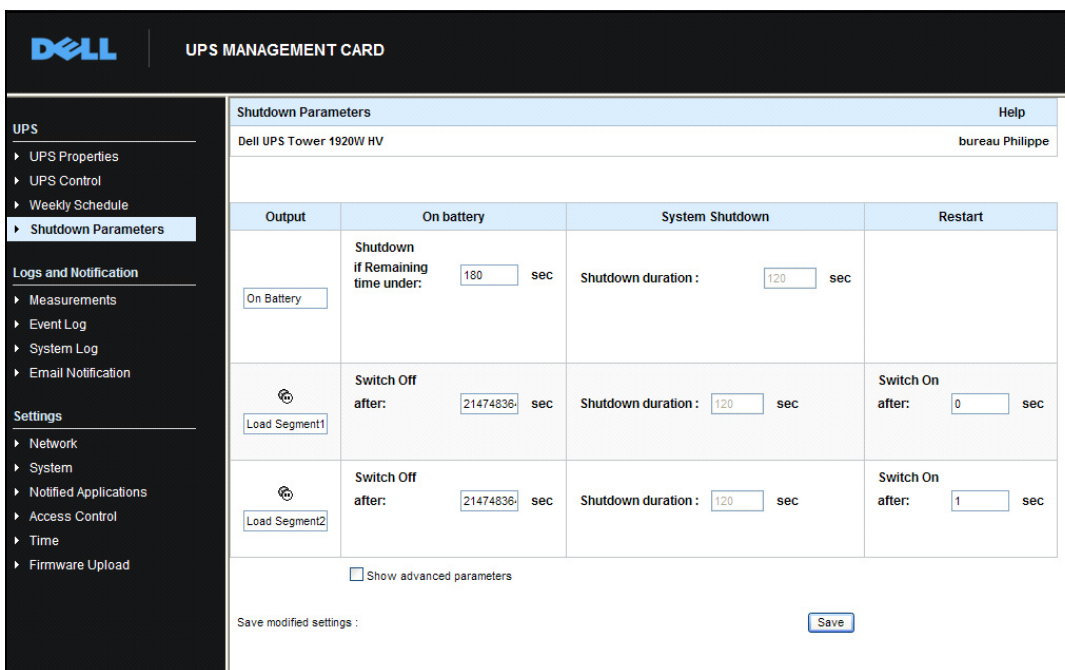 DELL
UPS MANAGEMENT CARD
UPS
UPS Properties
UPS Control
Weekly Schedule
Shutdown Parameters
Logs and Notification
Measurements
Event Log
System Log
Email Notification
Settings
Network
System
Notified Applications
Access Control
Time
Firmware Upload
Shutdown Parameters Help
Dell UPS Tower 1920W HV bureau Philippe
Output On battery System Shutdown Restart
On Battery
Shutdown
if Remaining
time under: 180 sec
Shutdown duration : 120 sec
Load Segment1
Switch Off
after: 21474836 sec
Shutdown duration : 120 sec
Switch On
after: 0 sec
Load Segment2
Switch Off
after: 21474836 sec
Shutdown duration : 120 sec
Switch On
after: 1 sec
Show advanced parameters
Save modified settings : Save